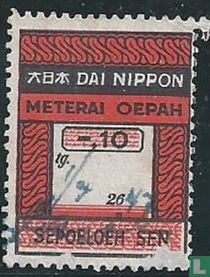 大日本 DAI NIPPON
METERAI OEPAH
-,10
tg.
26
SEPOELOEH SEN